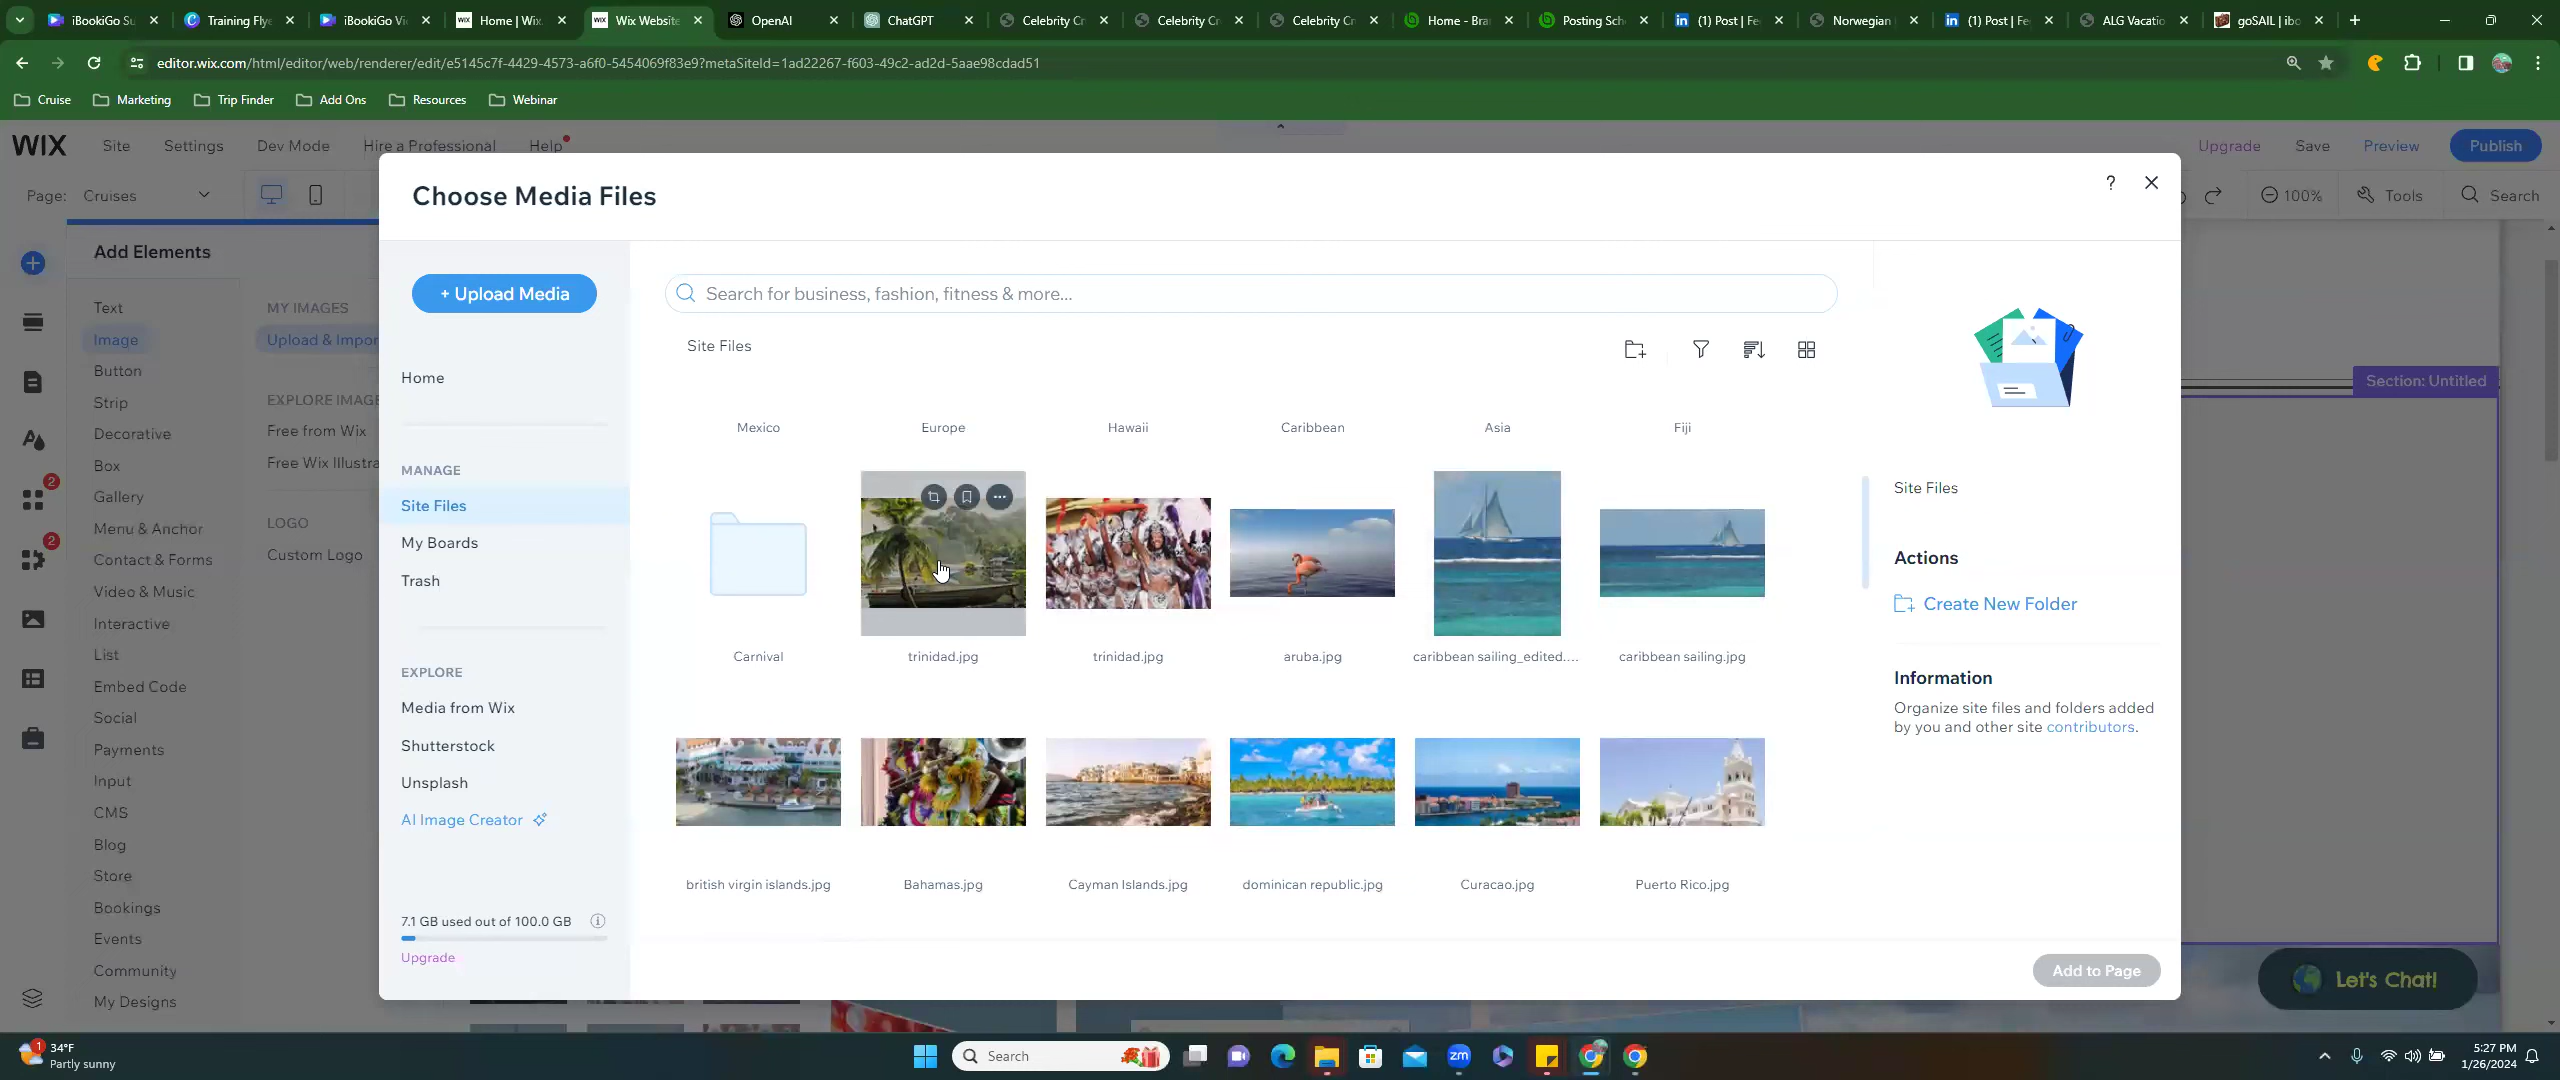 iBookiGo Su
Training Flye
iBookiGo Vi
Home | Wix.
Wix Website
OpenAI
ChatGPT
Celebrity Cr
Celebrity Cr
Celebrity Cr
Home - Bra
Posting Sch
(1) Post | Fe
Norwegian
(1) Post | Fe
ALG Vacatio
goSAIL | ibo
editor.wix.com/html/editor/web/renderer/edit/e5145c7f-4429-4573-a6f0-5454069f83e9?metaSiteId=1ad22267-f603-49c2-ad2d-5aae98cdad51
Cruise
Marketing
Trip Finder
Add Ons
Resources
Webinar
WIX
Site
Settings
Dev Mode
Hire a Professional
Help
Upgrade
Save
Preview
Publish
Page: Cruises
100%
Tools
Search
Add Elements
Text
Image
Button
Strip
Decorative
Box
Gallery
Menu & Anchor
Contact & Forms
Video & Music
Interactive
List
Embed Code
Social
Payments
Input
CMS
Blog
Store
Bookings
Events
Community
My Designs
2
2
MY IMAGES
Upload & Impor
EXPLORE IMAGE
Free from Wix
Free Wix Illustra
LOGO
Custom Logo
Choose Media Files
?
+ Upload Media
Home
MANAGE
Site Files
My Boards
Trash
EXPLORE
Media from Wix
Shutterstock
Unsplash
AI Image Creator
7.1 GB used out of 100.0 GB
Upgrade
Search for business, fashion, fitness & more...
Site Files
Mexico
Europe
Hawaii
Caribbean
Asia
Fiji
Carnival
trinidad.jpg
trinidad.jpg
aruba.jpg
caribbean sailing_edited....
caribbean sailing.jpg
british virgin islands.jpg
Bahamas.jpg
Cayman Islands.jpg
dominican republic.jpg
Curacao.jpg
Puerto Rico.jpg
Site Files
Actions
Create New Folder
Information
Organize site files and folders added
by you and other site contributors.
Add to Page
Section: Untitled
Let's Chat!
1
34°F
Partly sunny
Search
zm
5:27 PM
1/26/2024